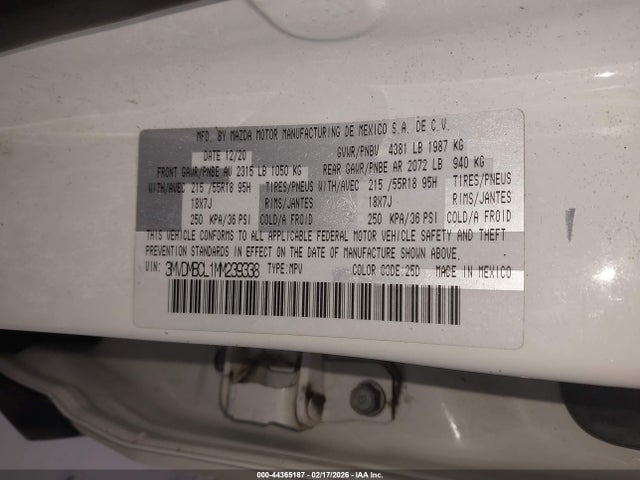 MFD. BY MAZDA MOTOR MANUFACTURING DE MEXICO S.A. DE C.V.
DATE 12/20 GVWR/PNBV 4381 LB 1987 KG
FRONT GAWR/PNBE AV 2315 LB 1050 KG REAR GAWR/PNBE AR 2072 LB 940 KG
WITH/AVEC 215 /55R18 95H TIRES/PNEUS WITH/AVEC 215 /55R18 95H TIRES/PNEUS
18X7J RIMS/JANTES 18X7J RIMS/JANTES
250 KPA/36 PSI COLD/A FROID 250 KPA/36 PSI COLD/A FROID
THIS VEHICLE CONFORMS TO ALL APPLICABLE FEDERAL MOTOR VEHICLE SAFETY AND THEFT
PREVENTION STANDARDS IN EFFECT ON THE DATE OF MANUFACTURE SHOWN ABOVE.
VIN: 3MVDMBCL1MM239338 TYPE:MPV COLOR CODE:25D MADE IN MEXICO
000-44365187 - 02/17/2026 - IAA Inc.